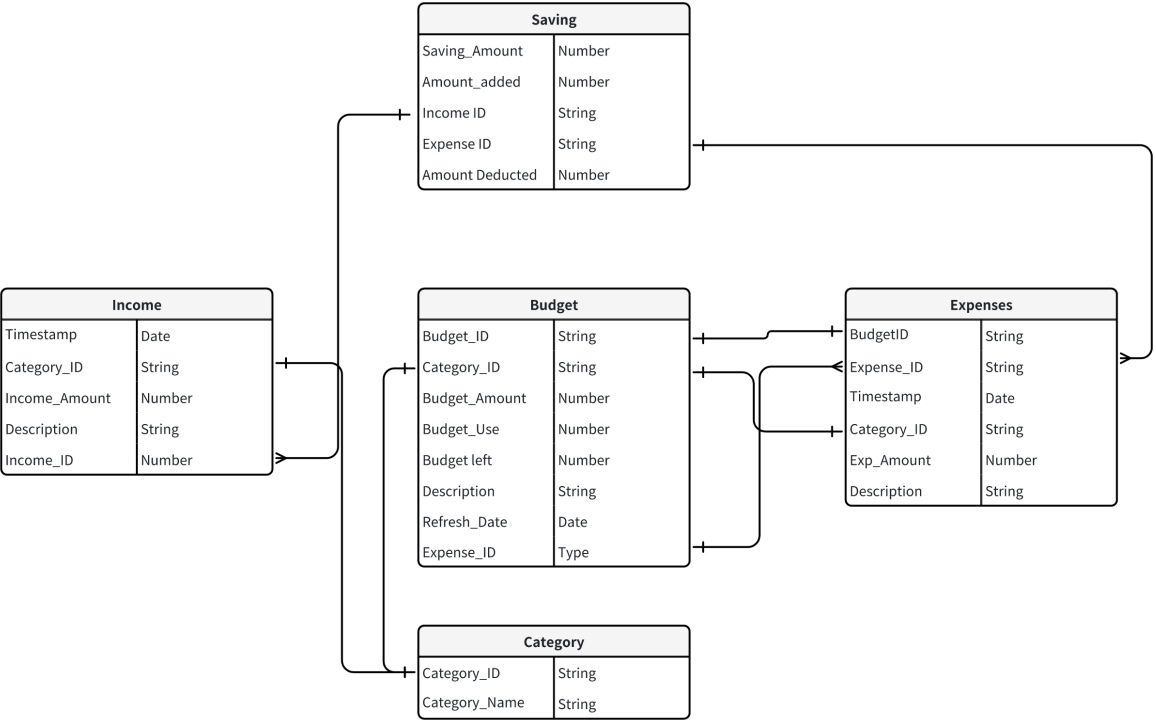 Saving
Saving_Amount Number
Amount_added Number
Income ID String
Expense ID String
Amount Deducted Number
Income
Timestamp Date
Category_ID String
Income_Amount Number
Description String
Income_ID Number
Budget
Budget_ID String
Category_ID String
Budget_Amount Number
Budget_Use Number
Budget left Number
Description String
Refresh_Date Date
Expense_ID Type
Expenses
BudgetID String
Expense_ID String
Timestamp Date
Category_ID String
Exp_Amount Number
Description String
Category
Category_ID String
Category_Name String